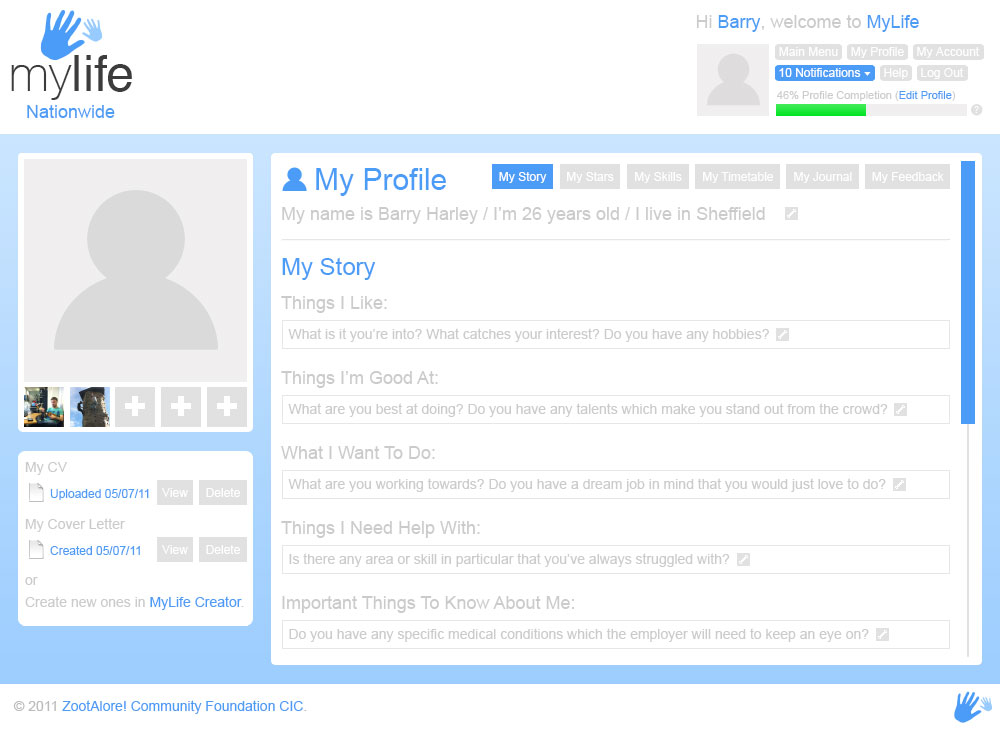 mylife
Nationwide
Hi Barry, welcome to MyLife
Main Menu My Profile My Account
10 Notifications Help Log Out
46% Profile Completion (Edit Profile)
?
My Profile
My Story My Stars My Skills My Timetable My Journal My Feedback
My name is Barry Harley / I'm 26 years old / I live in Sheffield
My Story
Things I Like:
What is it you're into? What catches your interest? Do you have any hobbies?
Things I'm Good At:
What are you best at doing? Do you have any talents which make you stand out from the crowd?
What I Want To Do:
What are you working towards? Do you have a dream job in mind that you would just love to do?
Things I Need Help With:
Is there any area or skill in particular that you've always struggled with?
Important Things To Know About Me:
Do you have any specific medical conditions which the employer will need to keep an eye on?
My CV
Uploaded 05/07/11 View Delete
My Cover Letter
Created 05/07/11 View Delete
or
Create new ones in MyLife Creator.
© 2011 ZootAlore! Community Foundation CIC.